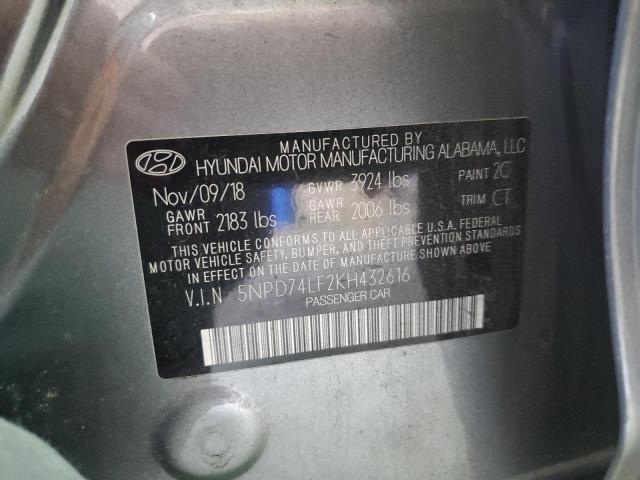 MANUFACTURED BY
HYUNDAI MOTOR MANUFACTURING ALABAMA, LLC
Nov/09/18 GVWR 3924 lbs PAINT 2C
GAWR FRONT 2183 lbs GAWR REAR 2006 lbs TRIM CT
THIS VEHICLE CONFORMS TO ALL APPLICABLE U.S.A. FEDERAL
MOTOR VEHICLE SAFETY, BUMPER, AND THEFT PREVENTION STANDARDS
IN EFFECT ON THE DATE OF MANUFACTURE SHOWN ABOVE.
V.I.N 5NPD74LF2KH432616
PASSENGER CAR